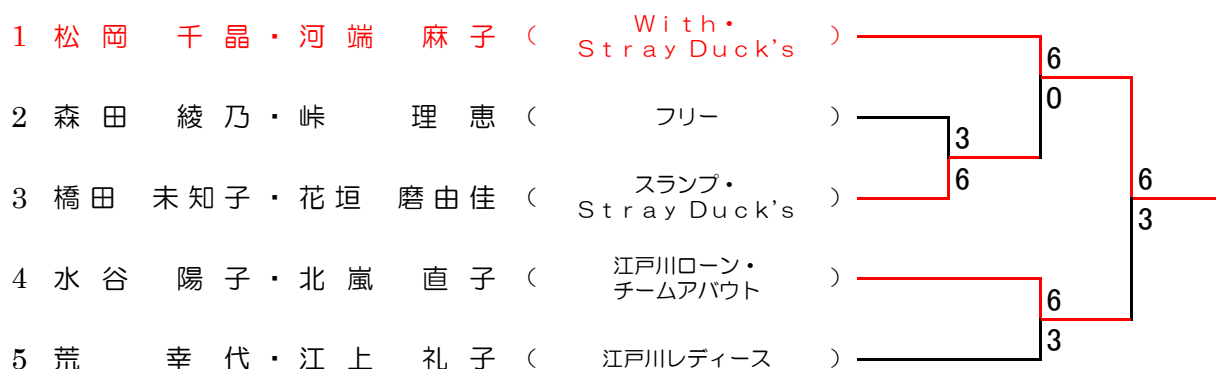 1 松岡 千晶・河端 麻子 ( With・Stray Duck's )
2 森田 綾乃・峠 理恵 ( フリー )
3 橋田 未知子・花垣 磨由佳 ( スランプ・Stray Duck's )
4 水谷 陽子・北嵐 直子 ( 江戸川ローン・チームアバウト )
5 荒 幸代・江上 礼子 ( 江戸川レディース )
6
0
3
6
6
3
6
3